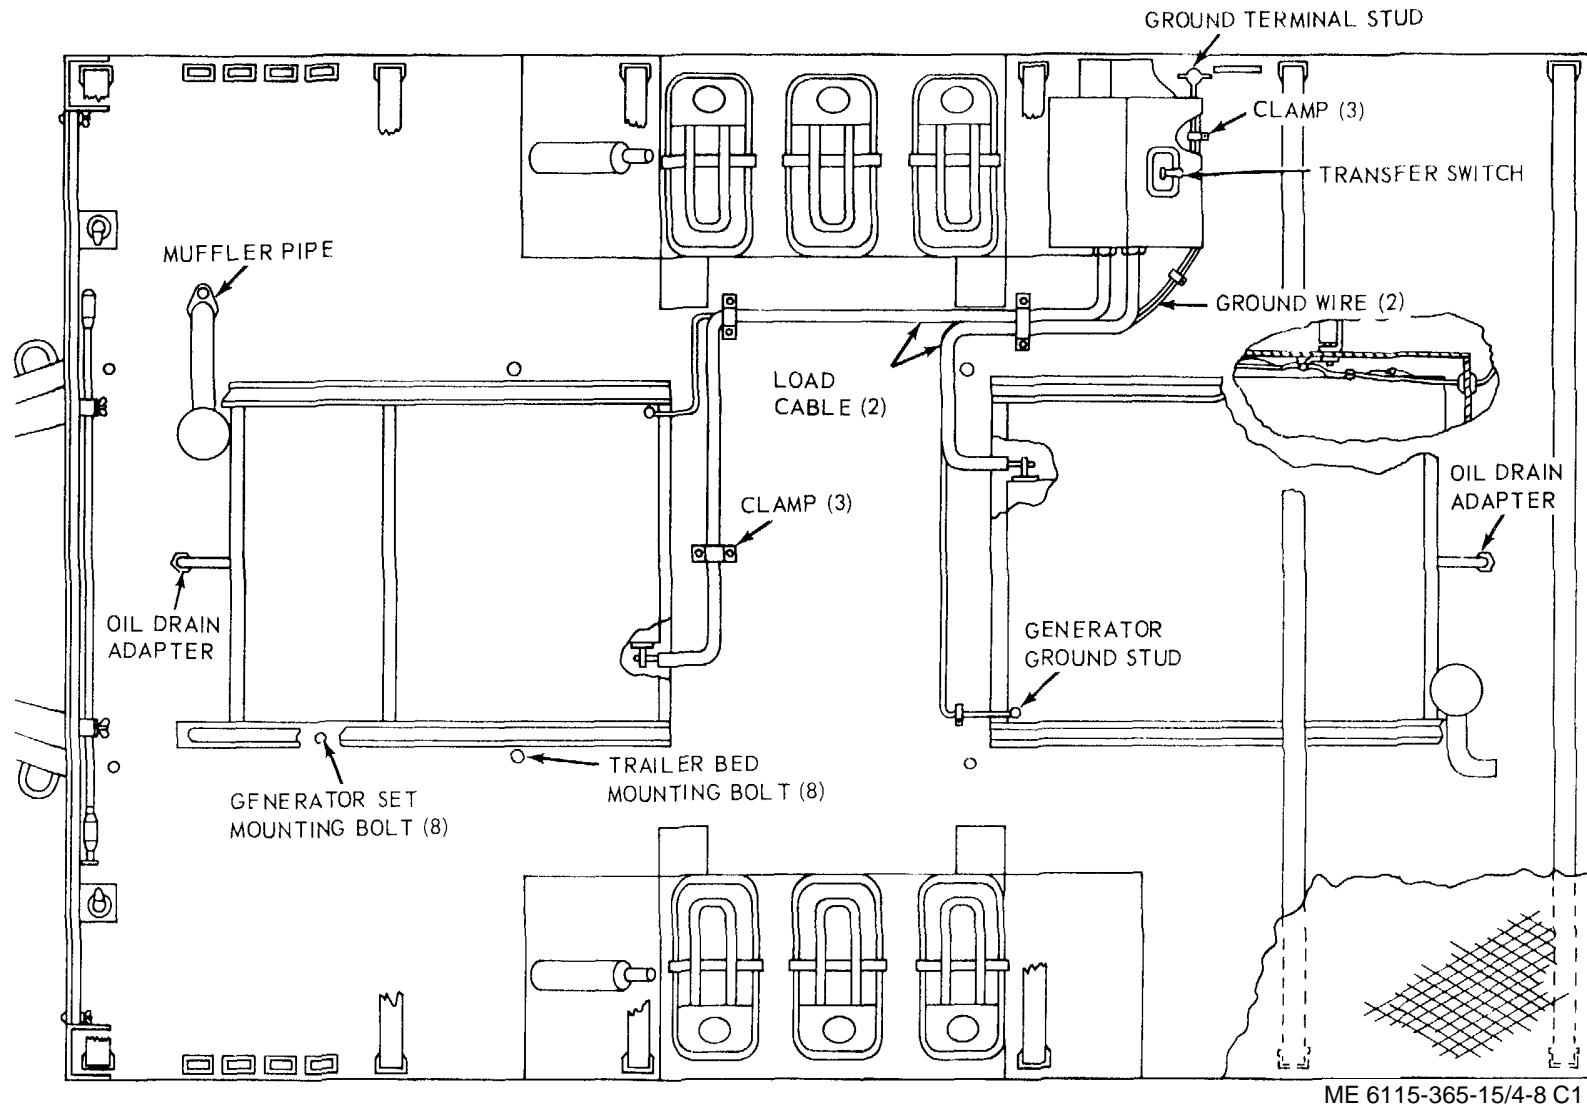 GROUND TERMINAL STUD
CLAMP (3)
TRANSFER SWITCH
MUFFLER PIPE
GROUND WIRE (2)
LOAD
CABLE (2)
OIL DRAIN
ADAPTER
CLAMP (3)
OIL DRAIN
ADAPTER
GENERATOR
GROUND STUD
TRAILER BED
MOUNTING BOLT (8)
GENERATOR SET
MOUNTING BOLT (8)
ME 6115-365-15/4-8 C1